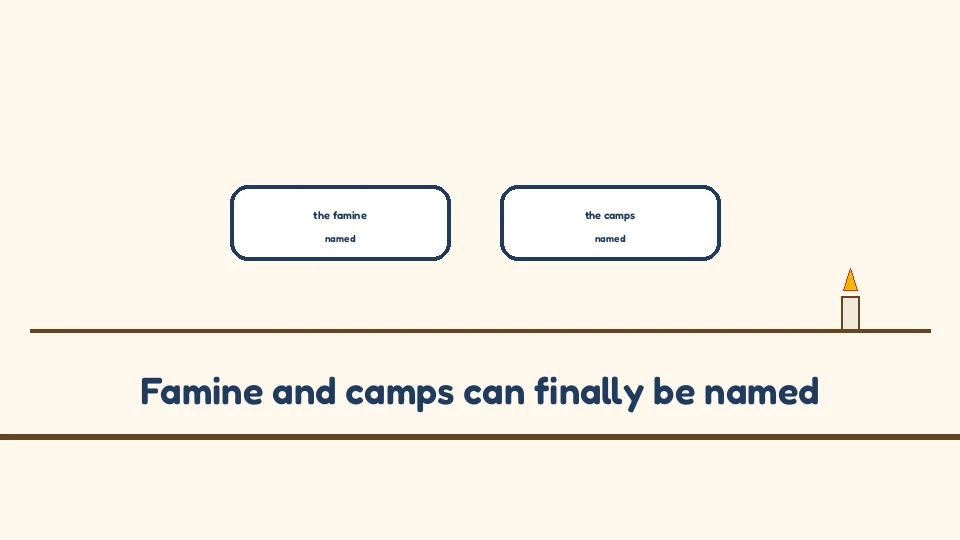 the famine
named
the camps
named
Famine and camps can finally be named